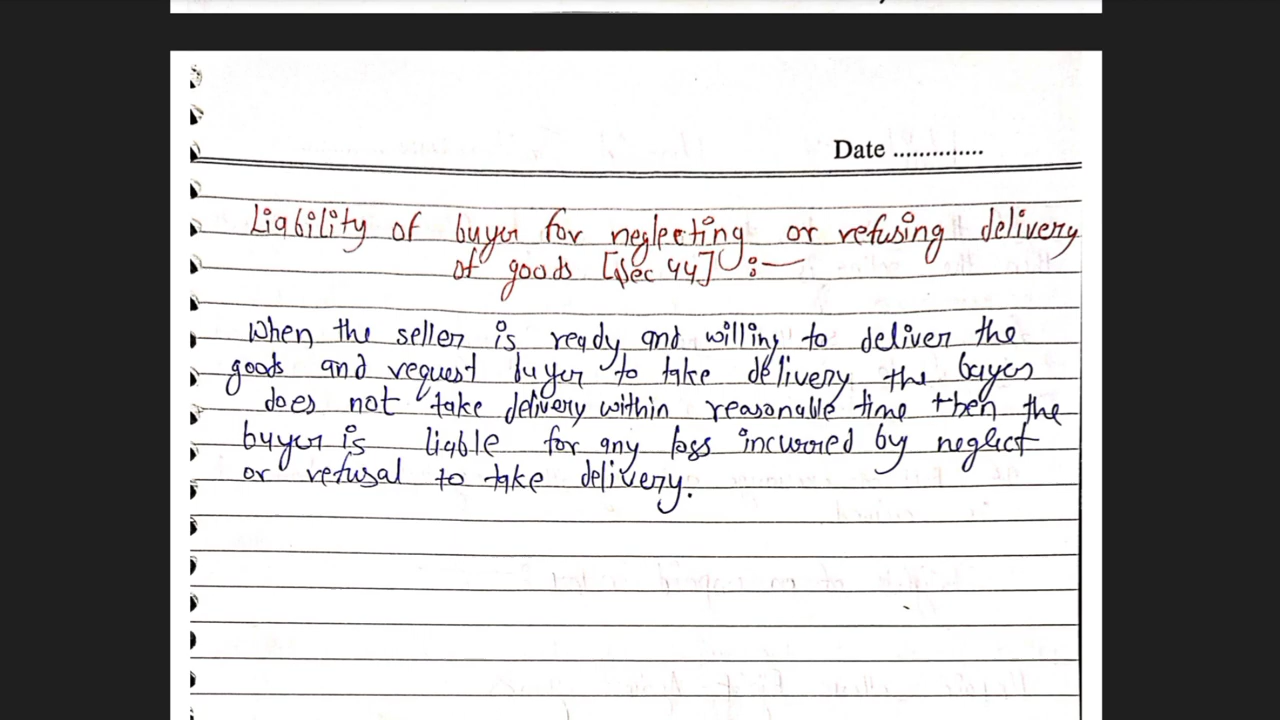 Date ..............
Liability of buyer for neglecting or refusing delivery
of goods [Sec 44] :—
When the seller is ready and willing to deliver the
goods and request buyer to take delivery the buyer
does not take delivery within reasonable time then the
buyer is liable for any loss incurred by neglect
or refusal to take delivery.